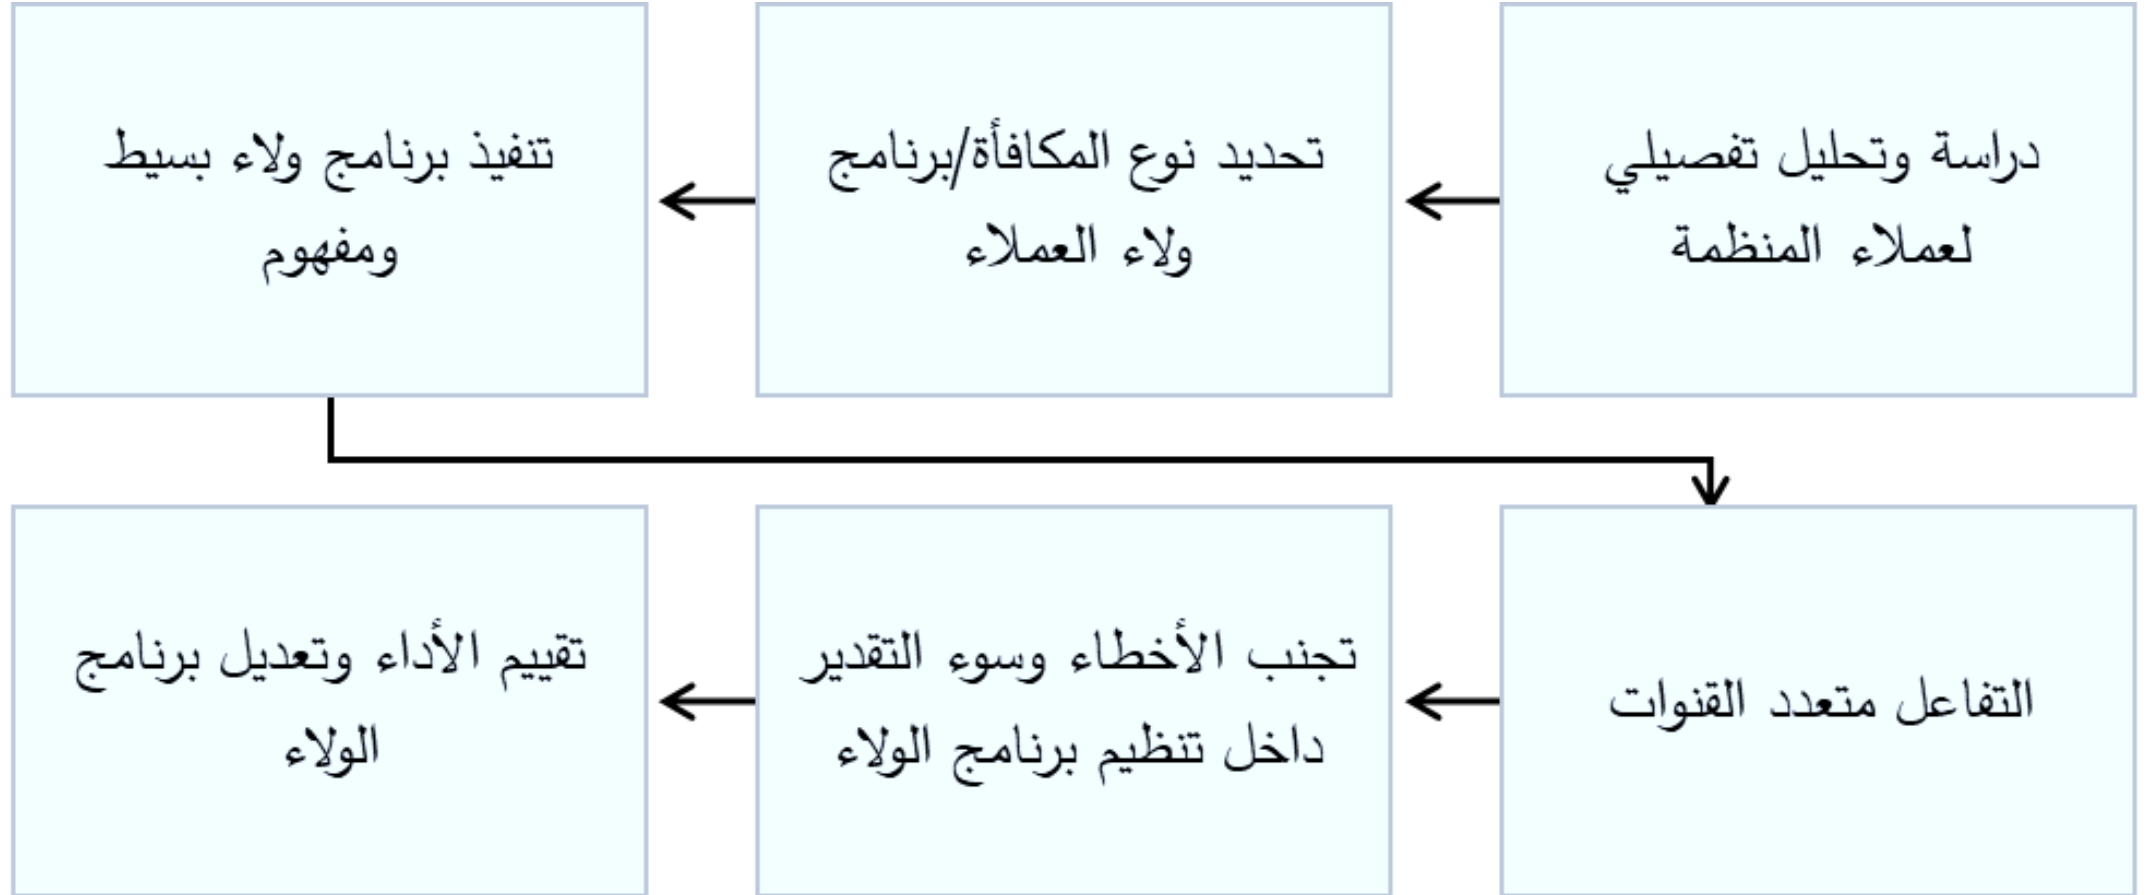 دراسة وتحليل تفصيلي
لعملاء المنظمة
تحديد نوع المكافأة/برنامج
ولاء العملاء
تنفيذ برنامج ولاء بسيط
ومفهوم
التفاعل متعدد القنوات
تجنب الأخطاء وسوء التقدير
داخل تنظيم برنامج الولاء
تقييم الأداء وتعديل برنامج
الولاء